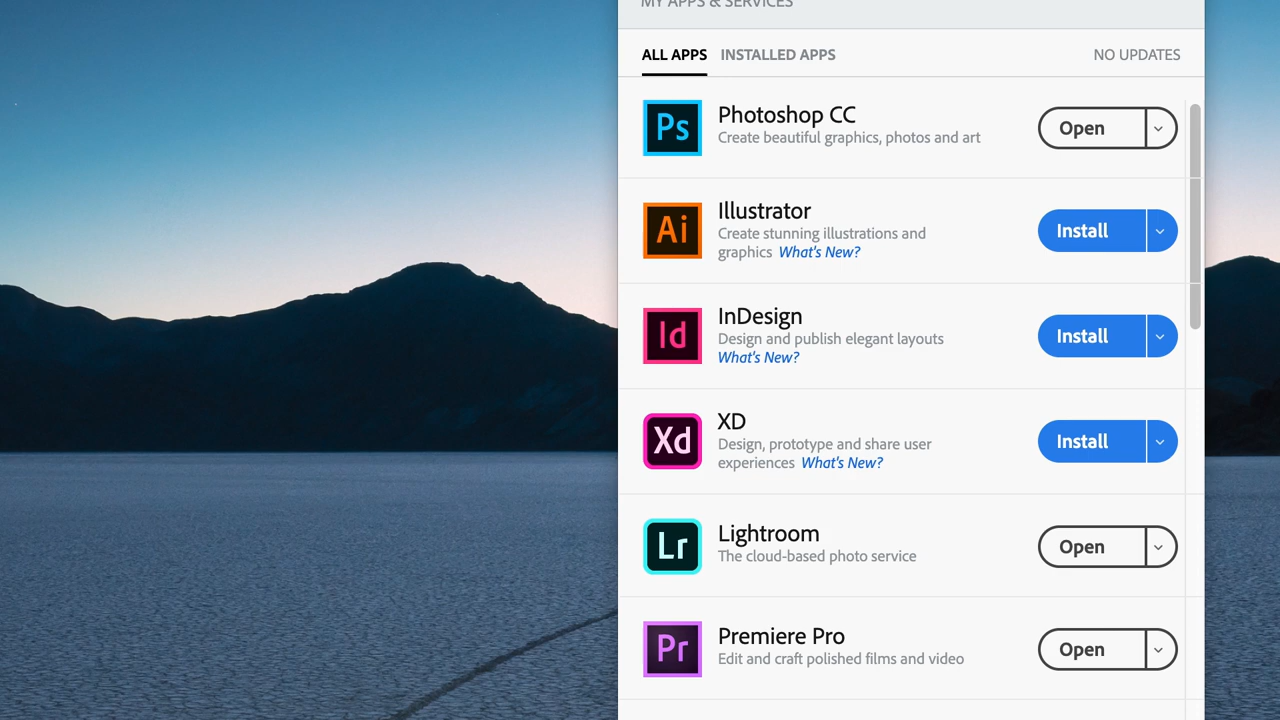 MY APPS & SERVICES
ALL APPS INSTALLED APPS NO UPDATES
Ps Photoshop CC
Create beautiful graphics, photos and art
Open
Ai Illustrator
Create stunning illustrations and
graphics What's New?
Install
Id InDesign
Design and publish elegant layouts
What's New?
Install
Xd XD
Design, prototype and share user
experiences What's New?
Install
Lr Lightroom
The cloud-based photo service
Open
Pr Premiere Pro
Edit and craft polished films and video
Open